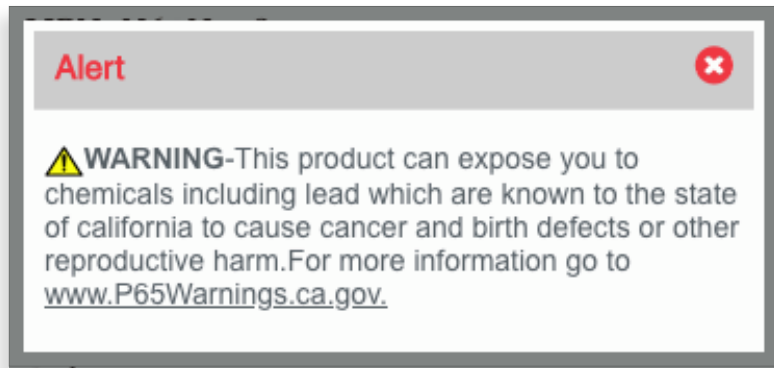 Alert
WARNING-This product can expose you to
chemicals including lead which are known to the state
of california to cause cancer and birth defects or other
reproductive harm.For more information go to
www.P65Warnings.ca.gov.